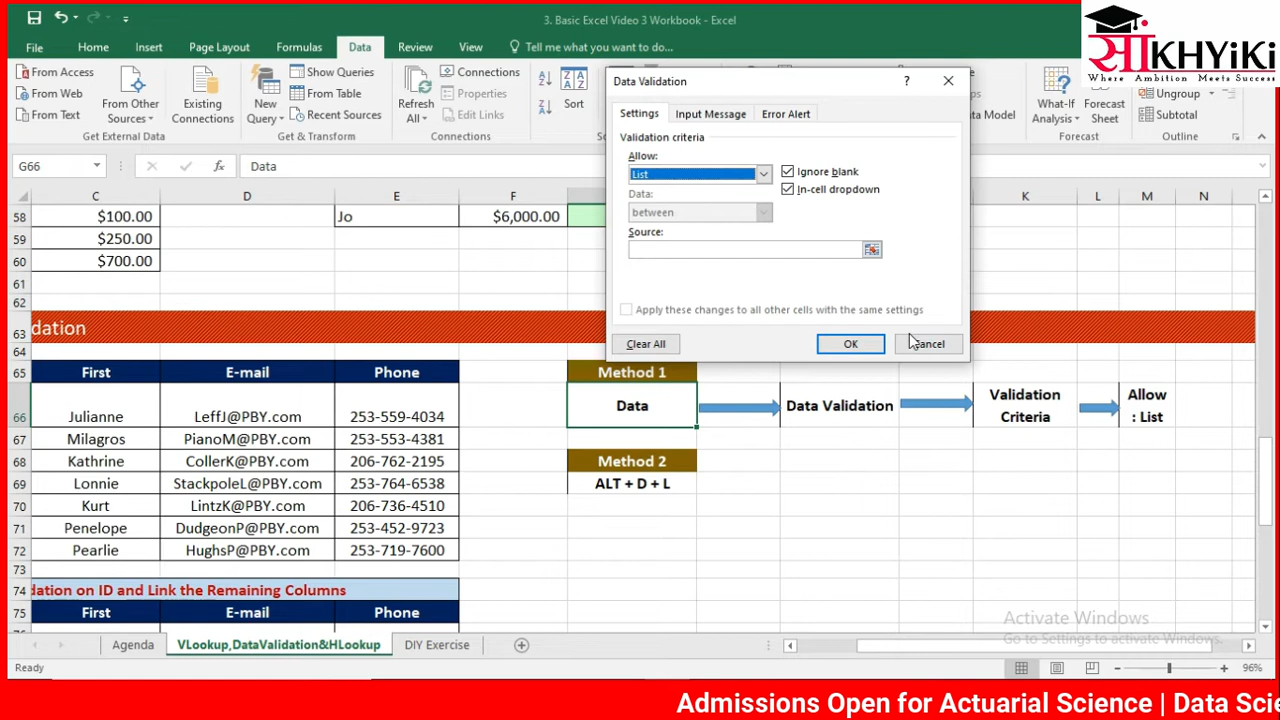 3. Basic Excel Video 3 Workbook - Excel
साKHYiKi
Where Ambition Meets Success
File Home Insert Page Layout Formulas Data Review View Tell me what you want to do...
From Access
From Web
From Text
From Other Sources
Existing Connections
Get External Data
New Query
Show Queries
From Table
Recent Sources
Get & Transform
Refresh All
Connections
Properties
Edit Links
Connections
Sort
Data Model
What-If Analysis
Forecast Sheet
Forecast
Ungroup
Subtotal
Outline
Data Validation ?
Settings Input Message Error Alert
Validation criteria
Allow:
List
Ignore blank
In-cell dropdown
Data:
between
Source:
Apply these changes to all other cells with the same settings
Clear All OK Cancel
G66 fx Data
C D E F K L M N
58 $100.00 Jo $6,000.00
59 $250.00
60 $700.00
61
62
63 dation
64
65 First E-mail Phone Method 1
66 Julianne LeffJ@PBY.com 253-559-4034 Data Data Validation Validation Criteria Allow : List
67 Milagros PianoM@PBY.com 253-553-4381
68 Kathrine CollerK@PBY.com 206-762-2195 Method 2
69 Lonnie StackpoleL@PBY.com 253-764-6538 ALT + D + L
70 Kurt LintzK@PBY.com 206-736-4510
71 Penelope DudgeonP@PBY.com 253-452-9723
72 Pearlie HughsP@PBY.com 253-719-7600
73
74 dation on ID and Link the Remaining Columns
75 First E-mail Phone
Activate Windows
Go to Settings to activate Windows.
Agenda VLookup,DataValidation&HLookup DIY Exercise
Ready 96%
Admissions Open for Actuarial Science | Data Scie